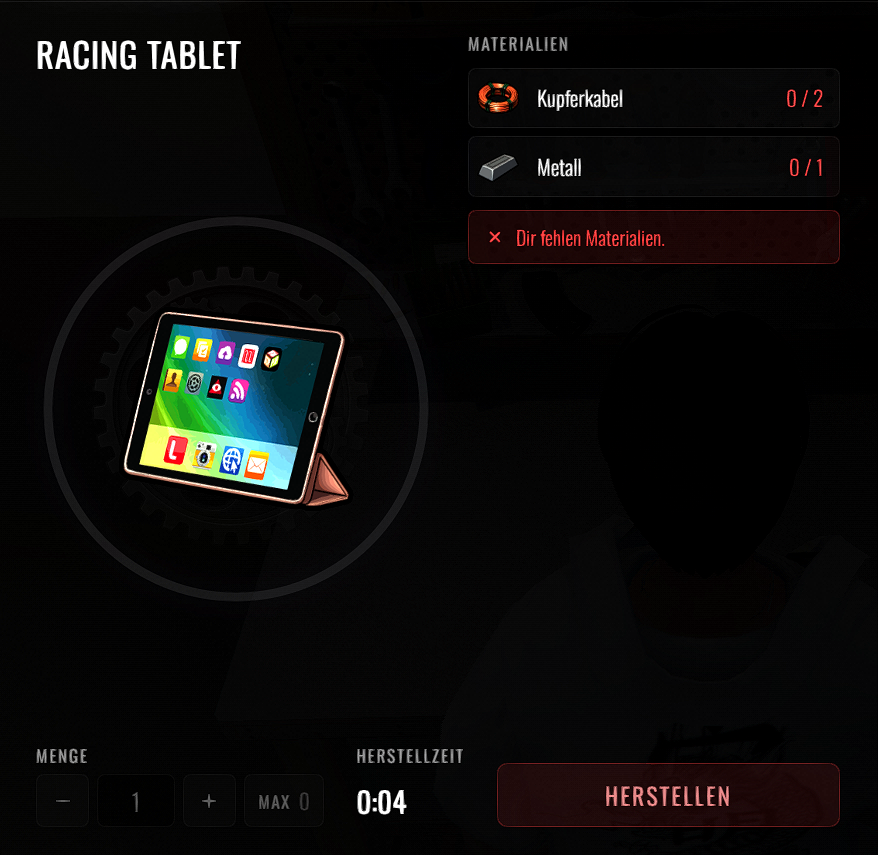 RACING TABLET
MATERIALIEN
Kupferkabel 0 / 2
Metall 0 / 1
× Dir fehlen Materialien.
MENGE
− 1 + MAX 0
HERSTELLZEIT
0:04
HERSTELLEN